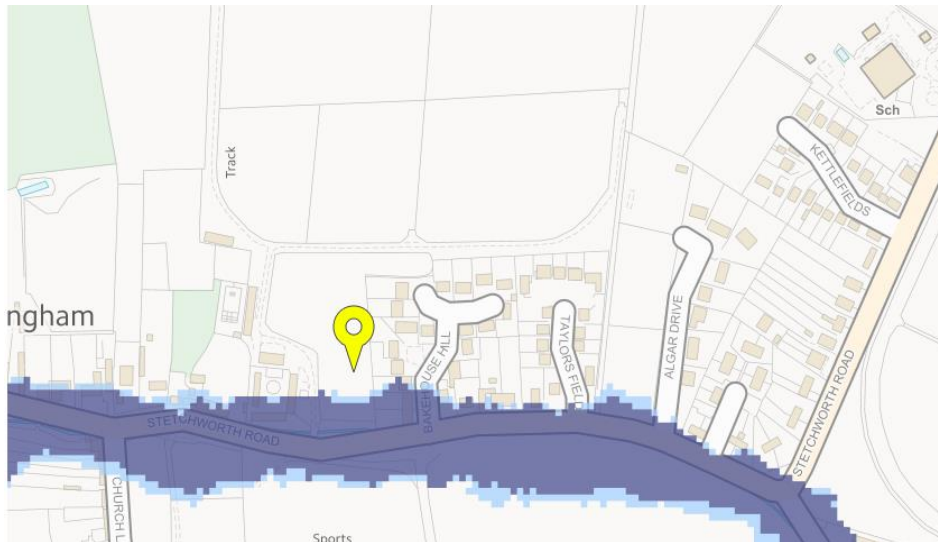 Sch
KETTLEFIELDS
Track
ngham
BAKEHOUSE HILL
TAYLORS FIELD
ALGAR DRIVE
STETCHWORTH ROAD
STETCHWORTH ROAD
CHURCH L
Sports